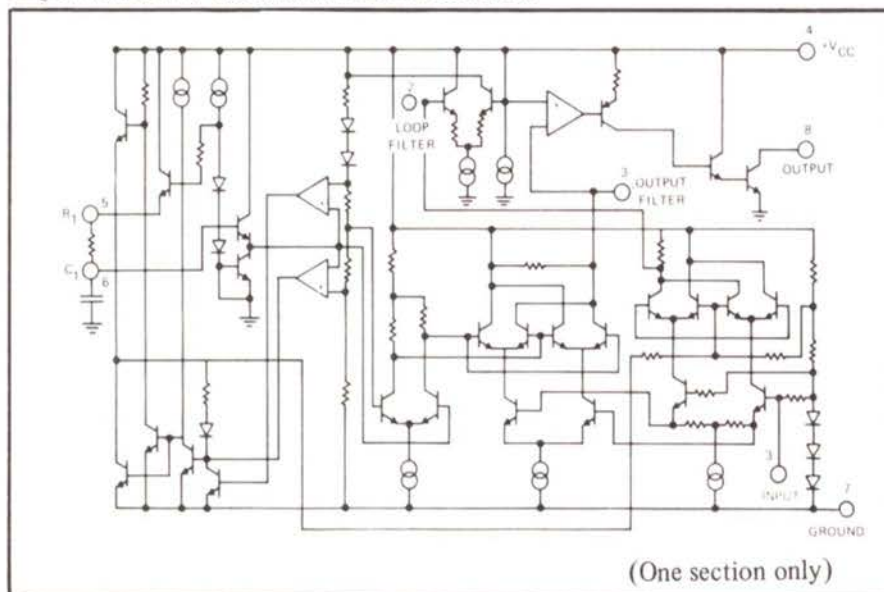 4
+VCC
2
LOOP
FILTER
8
OUTPUT
3
OUTPUT
FILTER
R1
5
C1
6
3
INPUT
7
GROUND
(One section only)